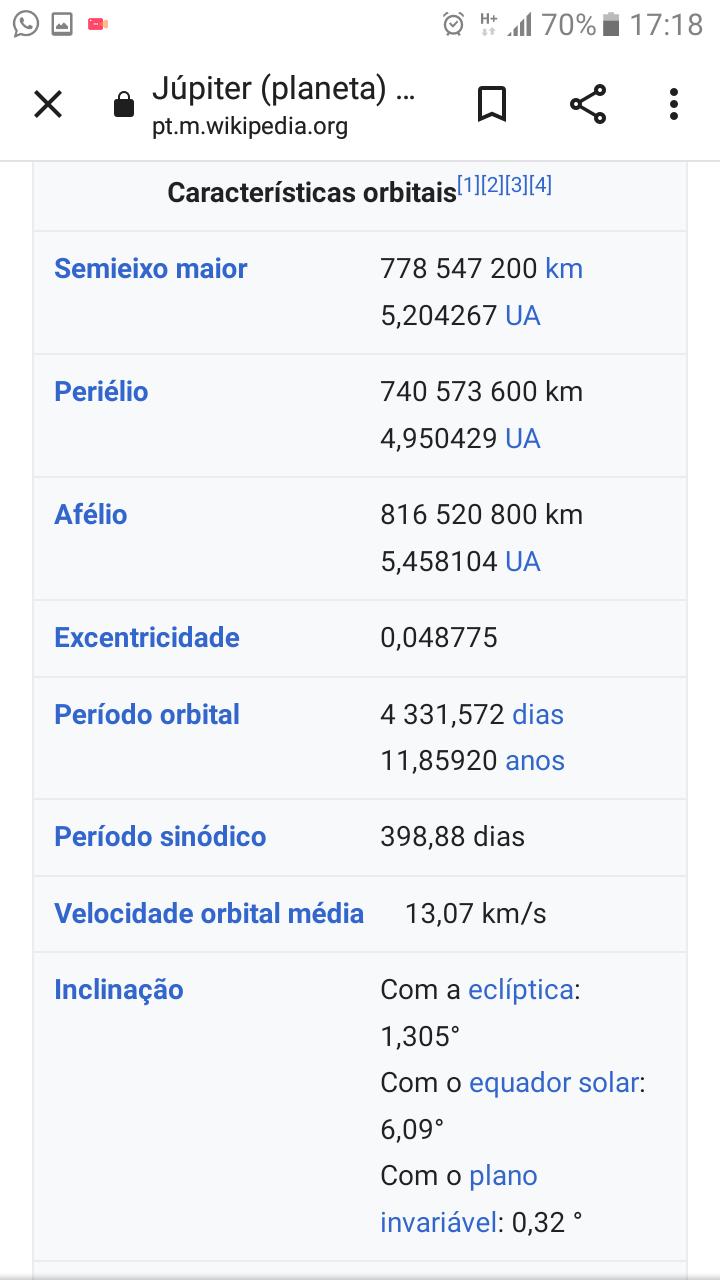 H+ 70% 17:18
Júpiter (planeta) ...
pt.m.wikipedia.org
Características orbitais[1][2][3][4]
Semieixo maior 778 547 200 km
5,204267 UA
Periélio 740 573 600 km
4,950429 UA
Afélio 816 520 800 km
5,458104 UA
Excentricidade 0,048775
Período orbital 4 331,572 dias
11,85920 anos
Período sinódico 398,88 dias
Velocidade orbital média 13,07 km/s
Inclinação Com a eclíptica:
1,305°
Com o equador solar:
6,09°
Com o plano
invariável: 0,32 °